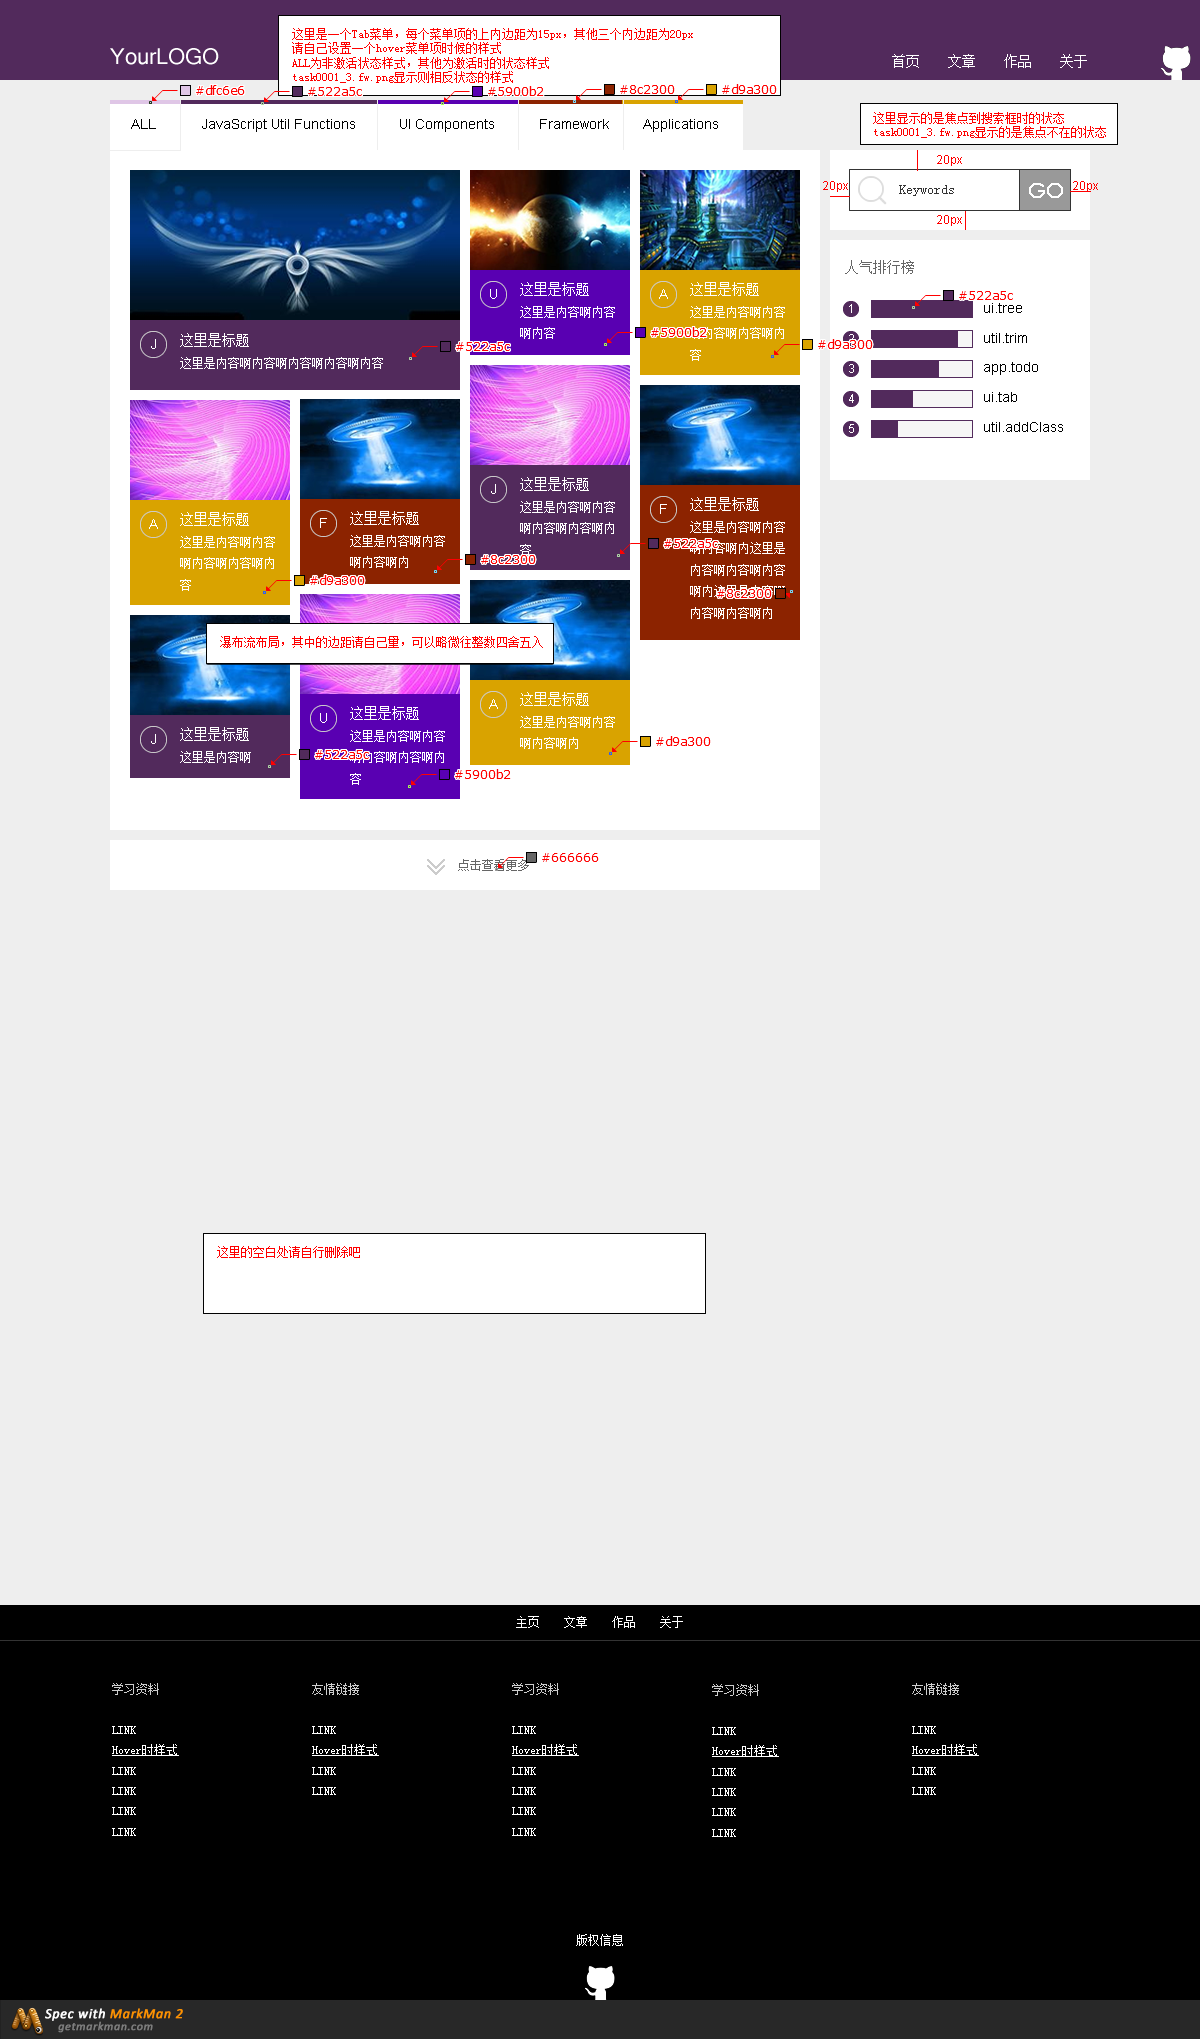 YourLOGO
这里是一个Tab菜单，每个菜单项的上内边距为15px，其他三个内边距为20px
请自己设置一个hover菜单项时候的样式
ALL为非激活状态样式，其他为激活时的状态样式
task0001_3.fw.png显示则相反状态的样式
首页 文章 作品 关于
#dfc6e6 #522a5c #5900b2 #8c2300 #d9a300
ALL JavaScript Util Functions UI Components Framework Applications
这里显示的是焦点到搜索框时的状态
task0001_3.fw.png显示的是焦点不在的状态
20px
20px Keywords GO 20px
20px
人气排行榜
#522a5c
1 ui.tree
util.trim
3 app.todo
4 ui.tab
5 util.addClass
J 这里是标题
这里是内容啊内容啊内容啊内容啊内容
#522a5c
U 这里是标题
这里是内容啊内容
啊内容
#5900b2
A 这里是标题
这里是内容啊内容
内容啊内容啊内
容
#d9a300
A 这里是标题
这里是内容啊内容
啊内容啊内容啊内
容
#d9a300
F 这里是标题
这里是内容啊内容
啊内容啊内
#8c2300
J 这里是标题
这里是内容啊内容
啊内容啊内容啊内
容
#522a5c
F 这里是标题
这里是内容啊内容
啊内容啊内这里是
内容啊内容啊内容
啊内这里是内容啊
内容啊内容啊内
#8c2300
瀑布流布局，其中的边距请自己量，可以略微往整数四舍五入
J 这里是标题
这里是内容啊
#522a5c
U 这里是标题
这里是内容啊内容
啊内容啊内容啊内
容
#5900b2
A 这里是标题
这里是内容啊内容
啊内容啊内
#d9a300
点击查看更多
#666666
这里的空白处请自行删除吧
主页 文章 作品 关于
学习资料 友情链接 学习资料 学习资料 友情链接
LINK LINK LINK LINK LINK
Hover时样式 Hover时样式 Hover时样式 Hover时样式 Hover时样式
LINK LINK LINK LINK LINK
LINK LINK LINK LINK LINK
LINK LINK LINK
LINK LINK LINK
版权信息
Spec with MarkMan 2
getmarkman.com